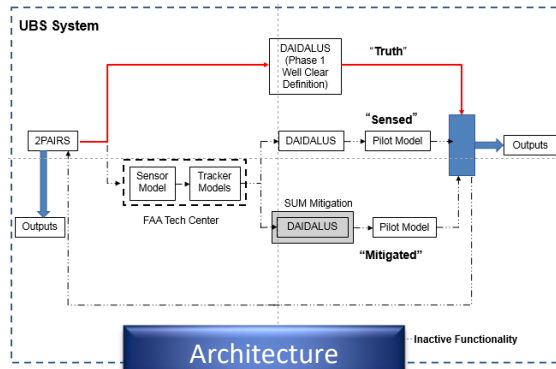 UBS System
DAIDALUS
(Phase 1
Well Clear
Definition)
“Truth”
“Sensed”
2PAIRS
DAIDALUS
Pilot Model
Outputs
Sensor
Model
Tracker
Models
FAA Tech Center
SUM Mitigation
Outputs
DAIDALUS
Pilot Model
“Mitigated”
Inactive Functionality
Architecture